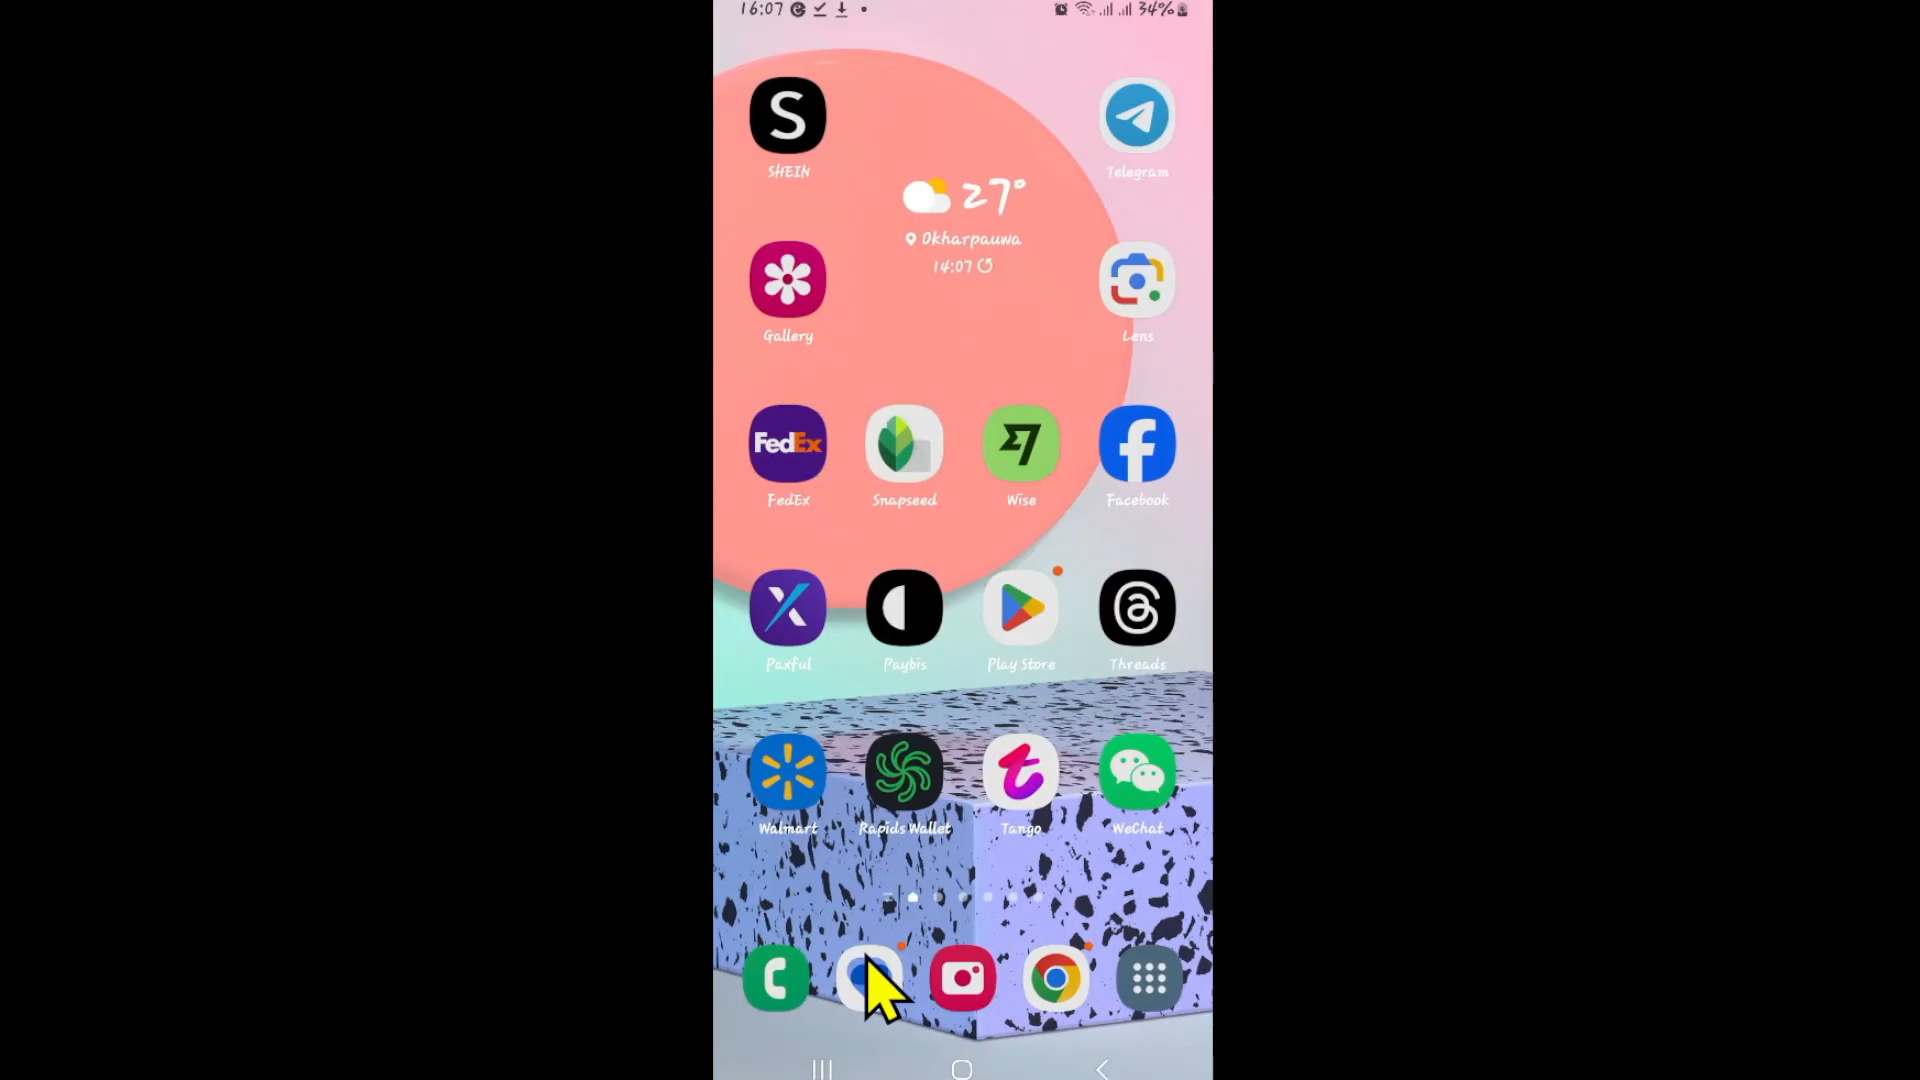 16:07
34%
S
SHEIN
Telegram
27°
Okharpauwa
14:07
Gallery
Lens
FedEx
FedEx
Snapseed
Wise
Facebook
Paxful
Paybis
Play Store
Threads
Walmart
Rapids Wallet
Tango
WeChat